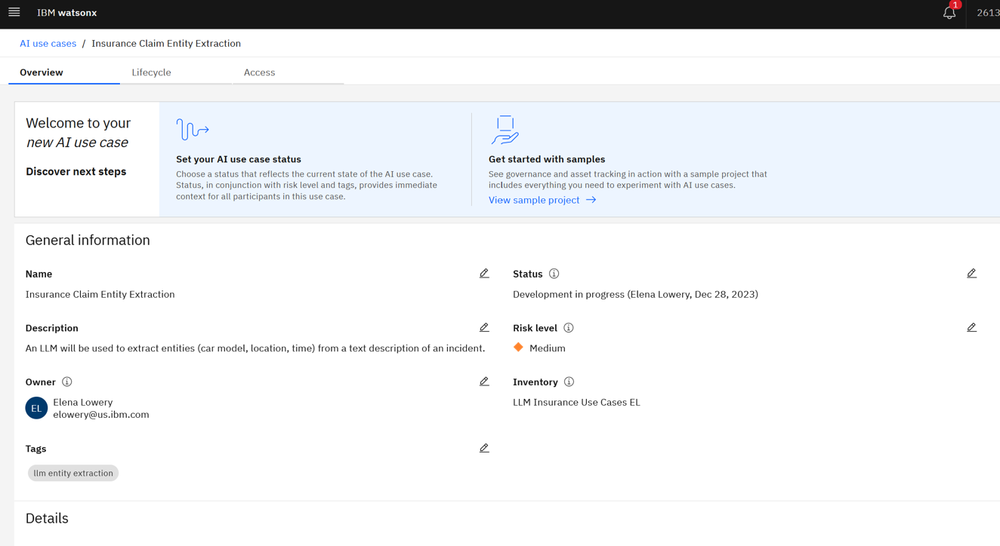 IBM watsonx
1
2613
AI use cases / Insurance Claim Entity Extraction
Overview
Lifecycle
Access
Welcome to your
new AI use case
Discover next steps
Set your AI use case status
Choose a status that reflects the current state of the AI use case.
Status, in conjunction with risk level and tags, provides immediate
context for all participants in this use case.
Get started with samples
See governance and asset tracking in action with a sample project that
includes everything you need to experiment with AI use cases.
View sample project
General information
Name
Insurance Claim Entity Extraction
Status
Development in progress (Elena Lowery, Dec 28, 2023)
Description
An LLM will be used to extract entities (car model, location, time) from a text description of an incident.
Risk level
Medium
Owner
EL
Elena Lowery
elowery@us.ibm.com
Inventory
LLM Insurance Use Cases EL
Tags
llm entity extraction
Details